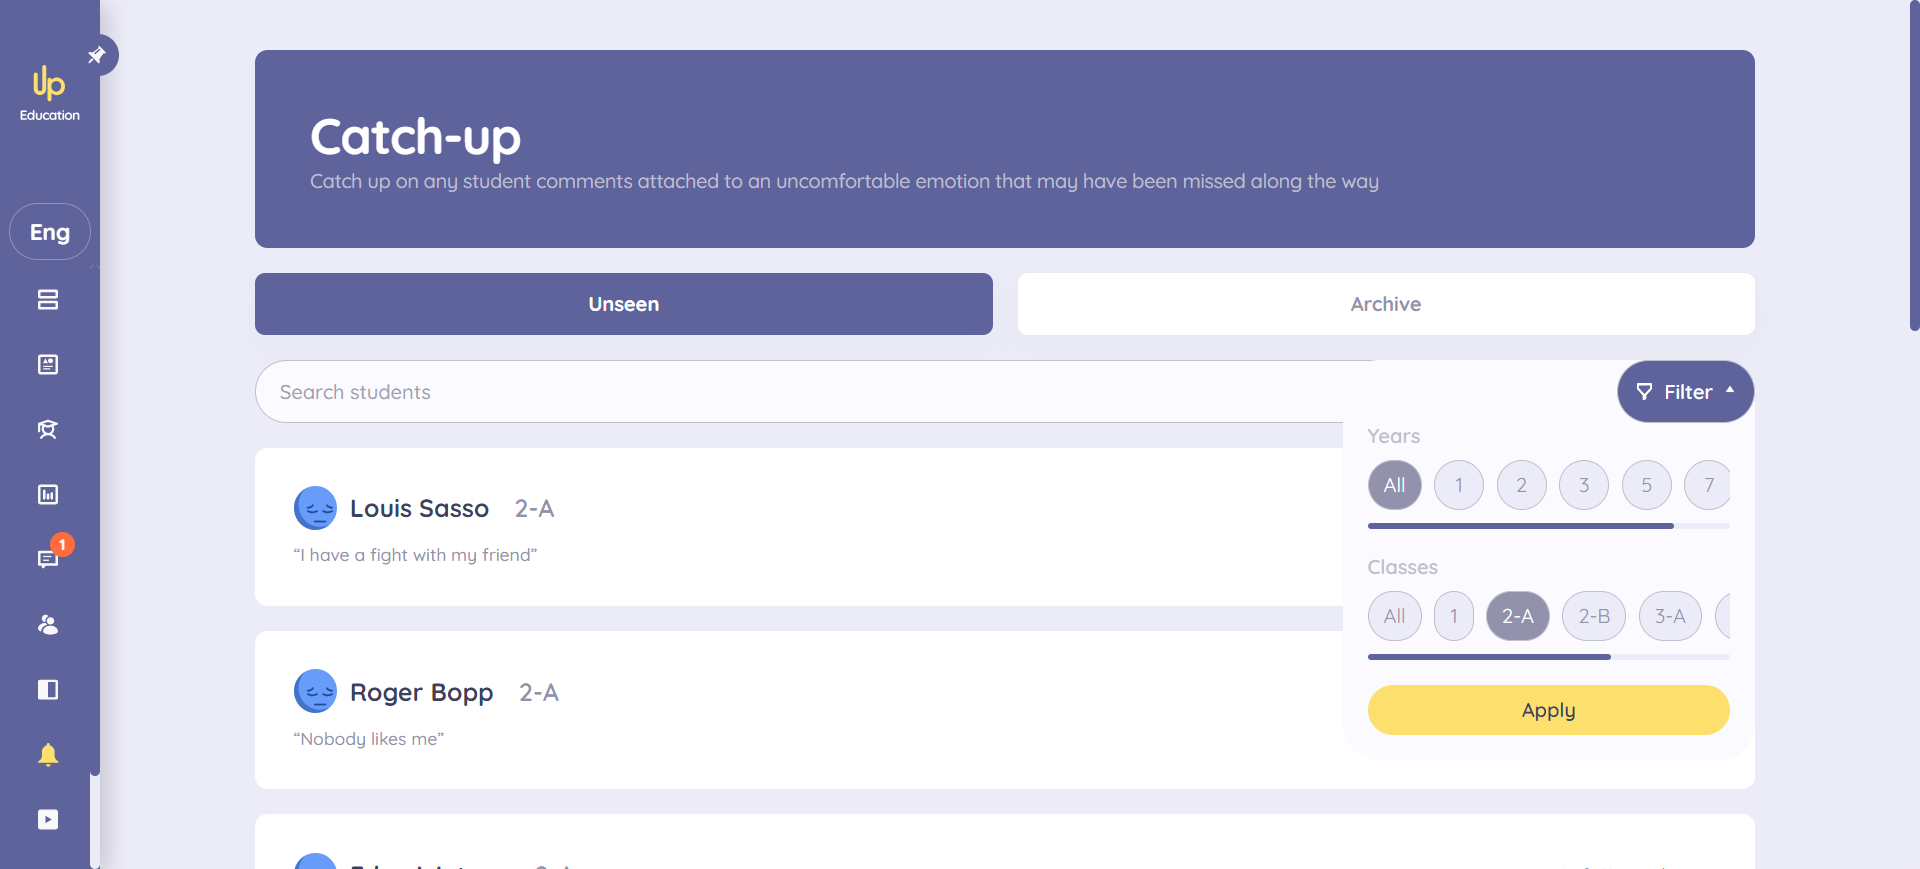 Up
Education
Eng
1
Catch-up
Catch up on any student comments attached to an uncomfortable emotion that may have been missed along the way
Unseen
Archive
Search students
Filter
Years
All 1 2 3 5 7
Classes
All 1 2-A 2-B 3-A
Apply
Louis Sasso 2-A
“I have a fight with my friend”
Roger Bopp 2-A
“Nobody likes me”